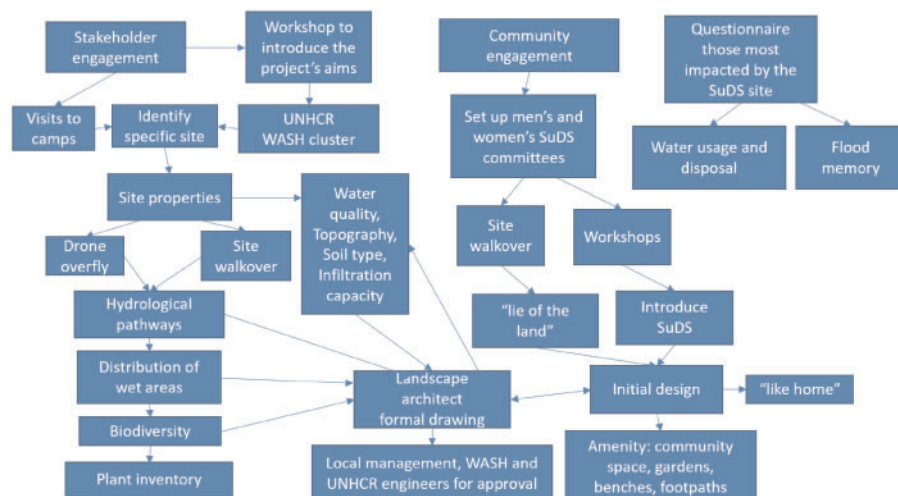 Stakeholder
engagement
Workshop to
introduce the
project's aims
Visits to
camps
Identify
specific site
UNHCR
WASH cluster
Site properties
Drone
overfly
Site
walkover
Water
quality,
Topography,
Soil type,
Infiltration
capacity
Hydrological
pathways
Distribution of
wet areas
Biodiversity
Plant inventory
Landscape
architect
formal drawing
Local management, WASH and
UNHCR engineers for approval
Community
engagement
Set up men's and
women's SuDS
committees
Site
walkover
Workshops
"lie of the
land"
Introduce
SuDS
Initial design
"like home"
Amenity: community
space, gardens,
benches, footpaths
Questionnaire
those most
impacted by the
SuDS site
Water usage and
disposal
Flood
memory